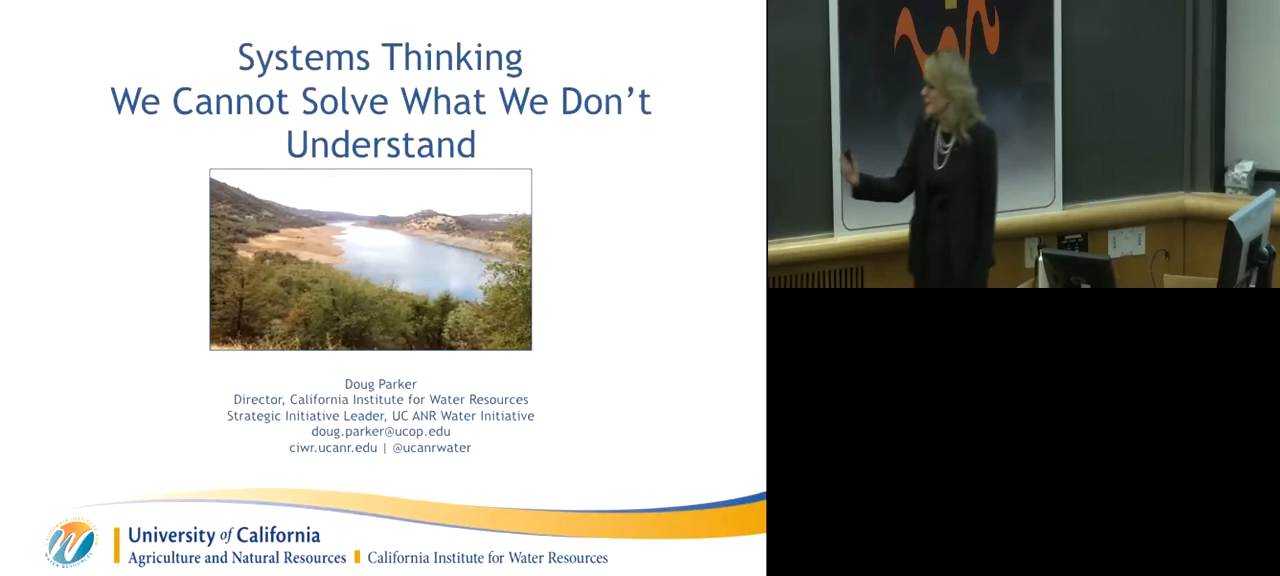 Systems Thinking
We Cannot Solve What We Don’t
Understand
Doug Parker
Director, California Institute for Water Resources
Strategic Initiative Leader, UC ANR Water Initiative
doug.parker@ucop.edu
ciwr.ucanr.edu | @ucanrwater
University of California
Agriculture and Natural Resources | California Institute for Water Resources